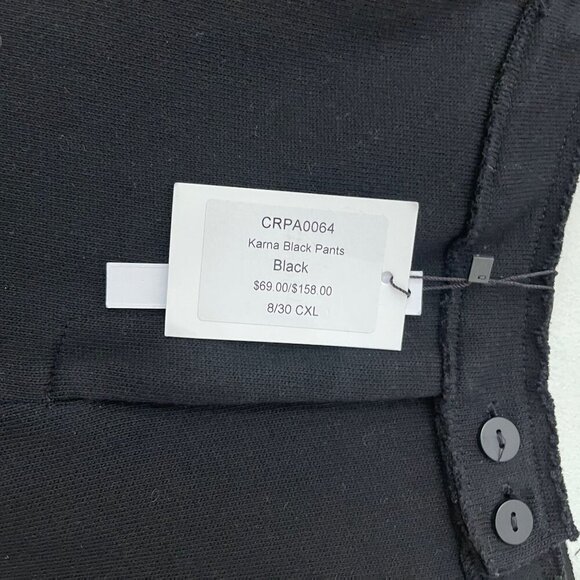 CRPA0064
Karna Black Pants
Black
$69.00/$158.00
8/30 CXL